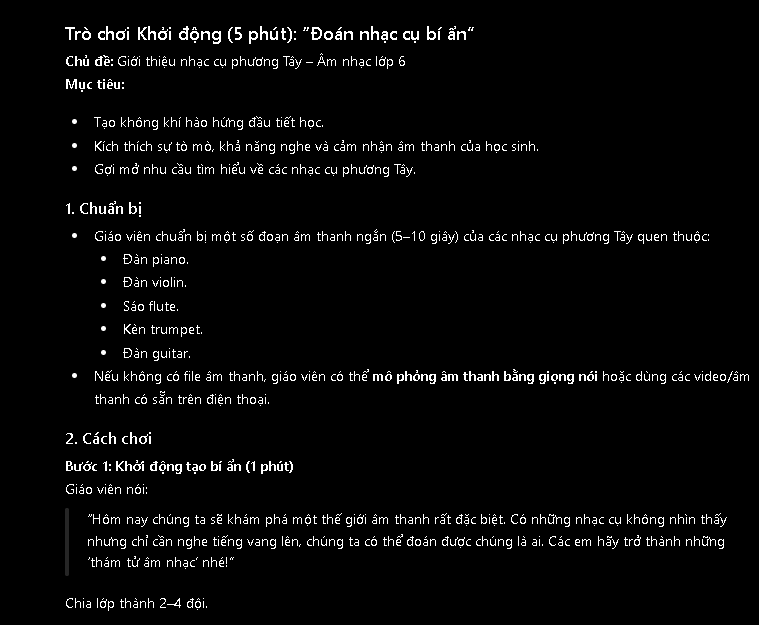 Trò chơi Khởi động (5 phút): “Đoán nhạc cụ bí ẩn”
Chủ đề: Giới thiệu nhạc cụ phương Tây – Âm nhạc lớp 6
Mục tiêu:
• Tạo không khí hào hứng đầu tiết học.
• Kích thích sự tò mò, khả năng nghe và cảm nhận âm thanh của học sinh.
• Gợi mở nhu cầu tìm hiểu về các nhạc cụ phương Tây.
1. Chuẩn bị
• Giáo viên chuẩn bị một số đoạn âm thanh ngắn (5–10 giây) của các nhạc cụ phương Tây quen thuộc:
• Đàn piano.
• Đàn violin.
• Sáo flute.
• Kèn trumpet.
• Đàn guitar.
• Nếu không có file âm thanh, giáo viên có thể mô phỏng âm thanh bằng giọng nói hoặc dùng các video/âm
thanh có sẵn trên điện thoại.
2. Cách chơi
Bước 1: Khởi động tạo bí ẩn (1 phút)
Giáo viên nói:
“Hôm nay chúng ta sẽ khám phá một thế giới âm thanh rất đặc biệt. Có những nhạc cụ không nhìn thấy
nhưng chỉ cần nghe tiếng vang lên, chúng ta có thể đoán được chúng là ai. Các em hãy trở thành những
‘thám tử âm nhạc’ nhé!”
Chia lớp thành 2–4 đội.